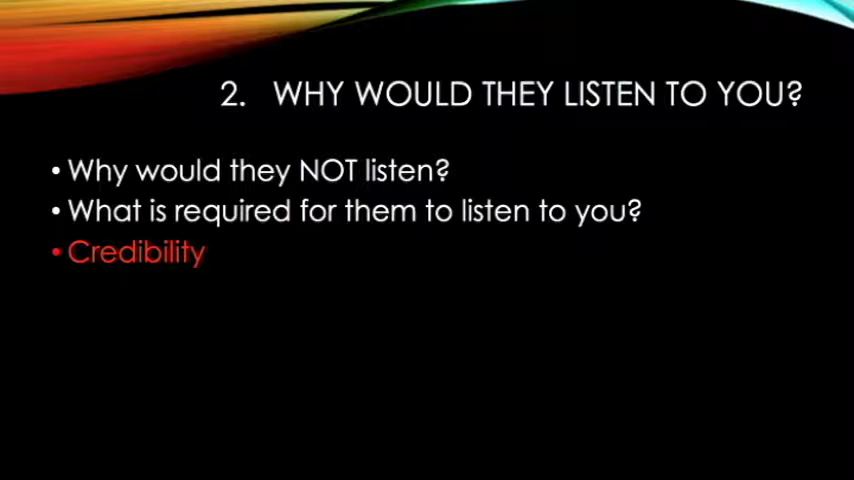 2. WHY WOULD THEY LISTEN TO YOU?
• Why would they NOT listen?
• What is required for them to listen to you?
• Credibility